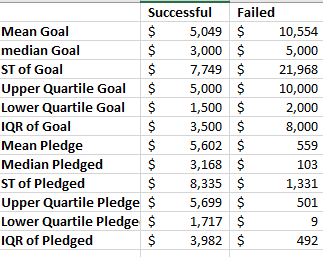 Successful Failed
Mean Goal $ 5,049 $ 10,554
median Goal $ 3,000 $ 5,000
ST of Goal $ 7,749 $ 21,968
Upper Quartile Goal $ 5,000 $ 10,000
Lower Quartile Goal $ 1,500 $ 2,000
IQR of Goal $ 3,500 $ 8,000
Mean Pledge $ 5,602 $ 559
Median Pledged $ 3,168 $ 103
ST of Pledged $ 8,335 $ 1,331
Upper Quartile Pledge $ 5,699 $ 501
Lower Quartile Pledge $ 1,717 $ 9
IQR of Pledged $ 3,982 $ 492